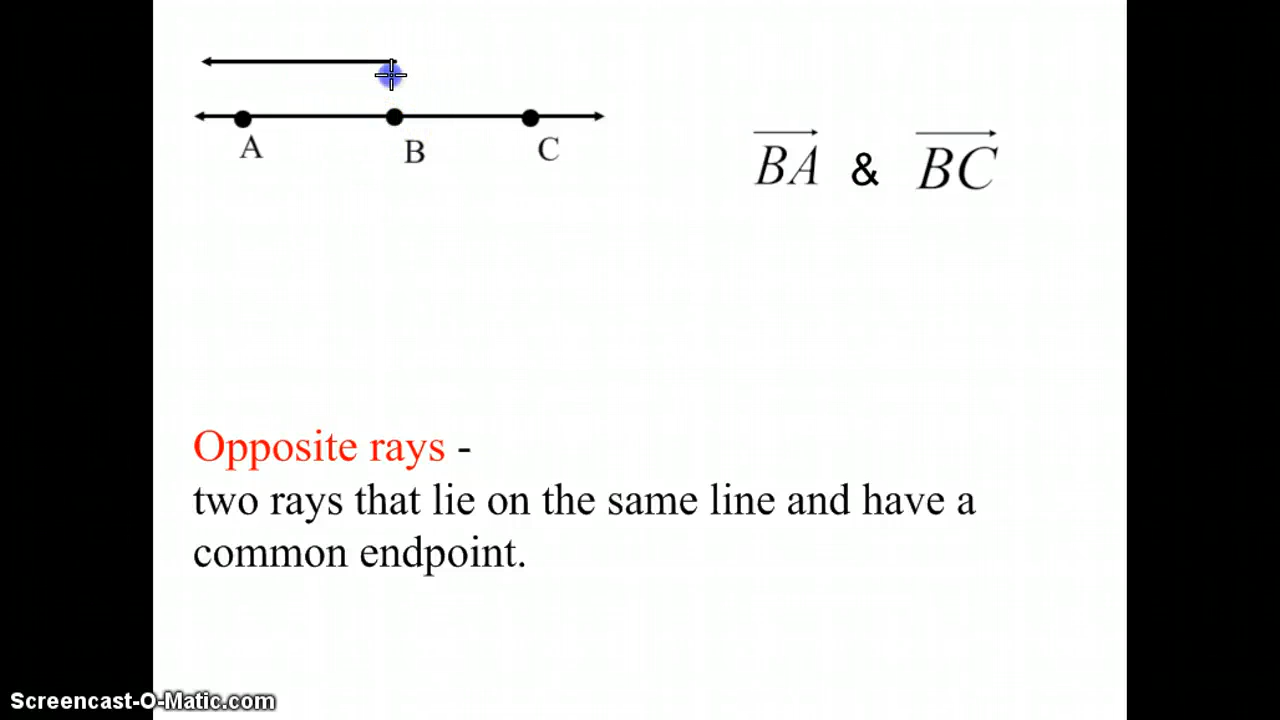 A B C
BA & BC
Opposite rays -
two rays that lie on the same line and have a
common endpoint.
Screencast-O-Matic.com